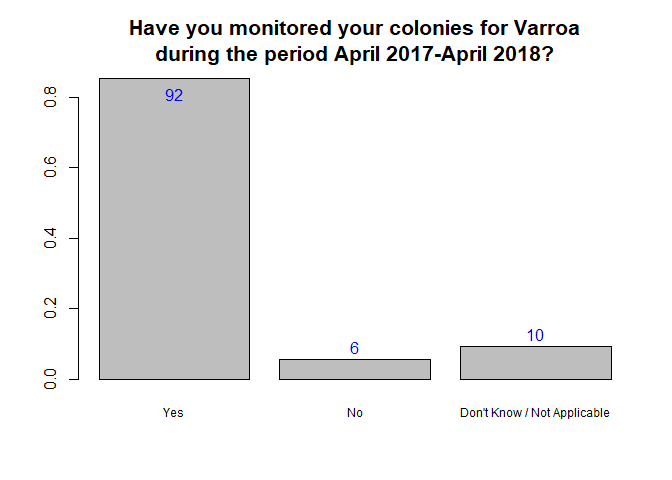 Have you monitored your colonies for Varroa
during the period April 2017-April 2018?
0.8
0.6
0.4
0.2
0.0
92
6
10
Yes
No
Don't Know / Not Applicable